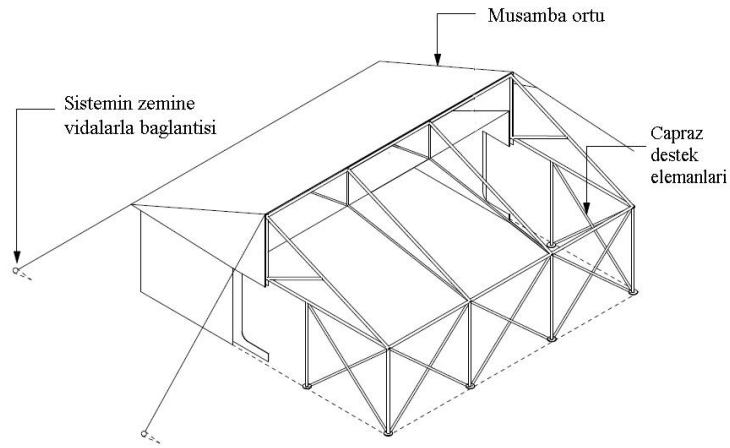 Musamba ortu
Sistemin zemine
vidalarla baglantisi
Capraz
destek
elemanlari